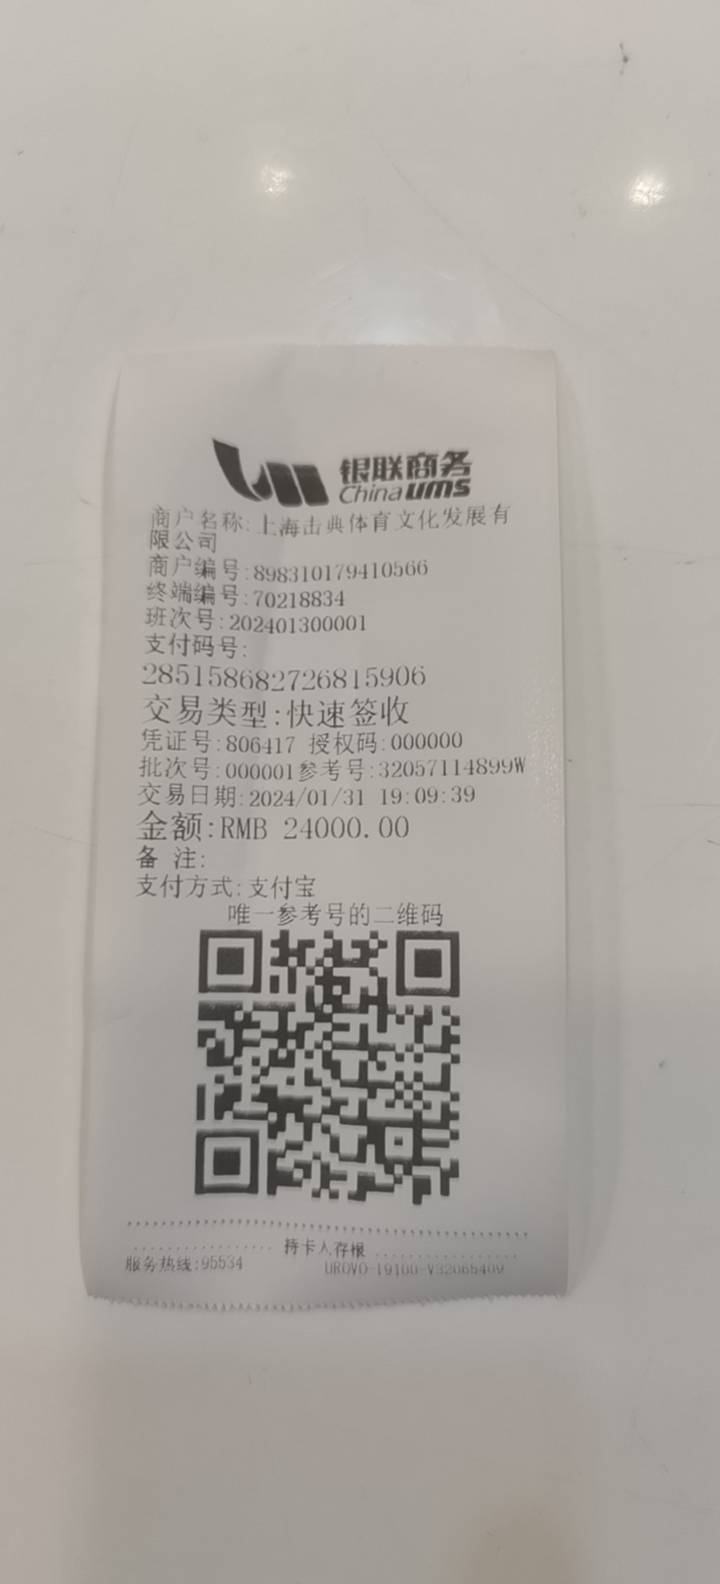 银联商务
China ums
商户名称:上海击典体育文化发展有
限公司
商户编号:898310179410566
终端编号:70218834
班次号:202401300001
支付码号:
285158682726815906
交易类型:快速签收
凭证号:806417 授权码:000000
批次号:000001参考号:32057114899W
交易日期:2024/01/31 19:09:39
金额:RMB 24000.00
备 注:
支付方式:支付宝
唯一参考号的二维码
持卡人存根
服务热线:95534